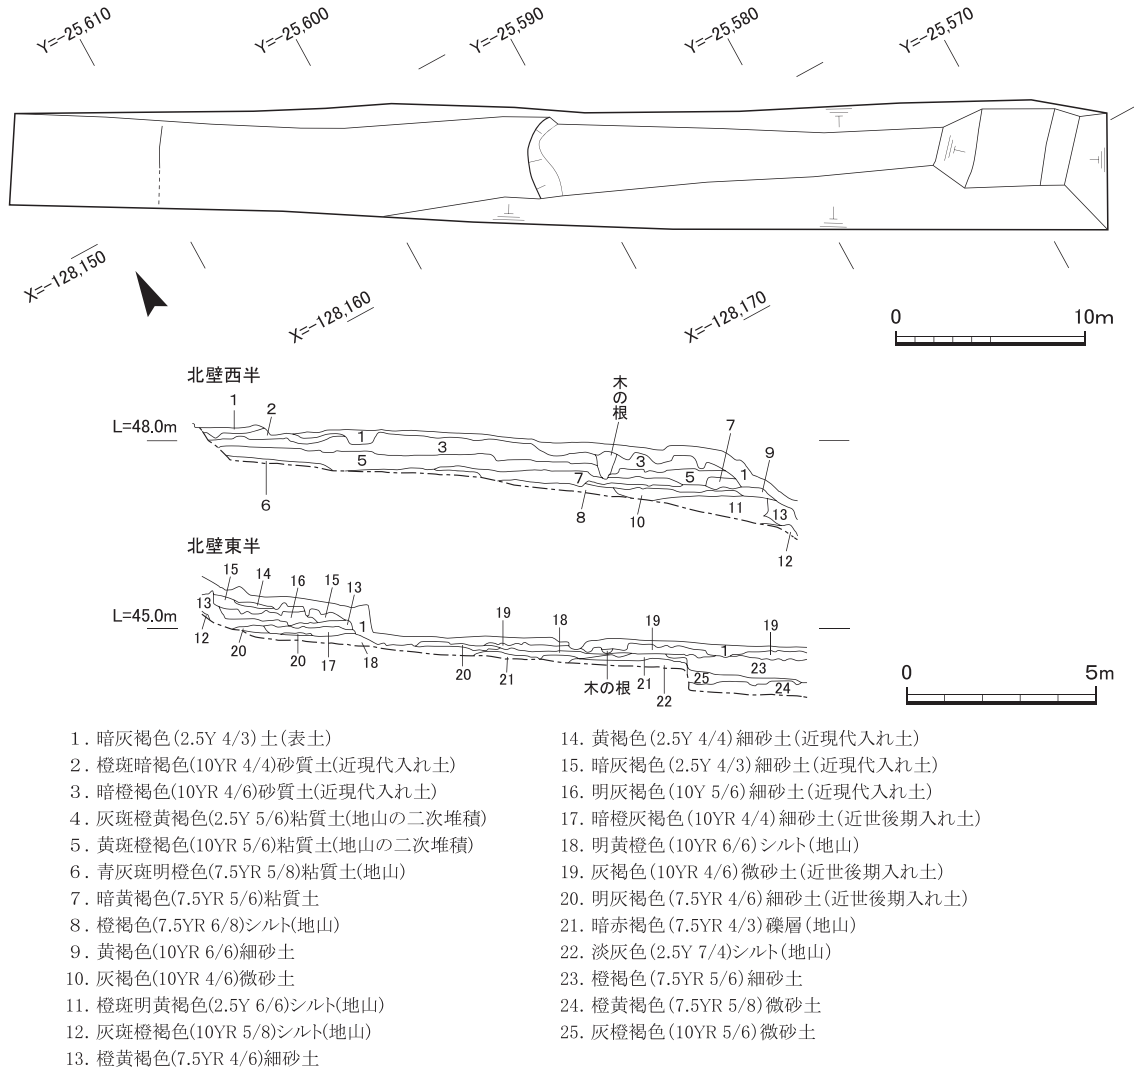 Y=-25,610
Y=-25,600
Y=-25,590
Y=-25,580
Y=-25,570
X=-128,150
X=-128,160
X=-128,170
0 10m
北壁西半
木の根
1
2
L=48.0m
1
3
3
7
9
5
5
1
7
6
8
10
11
13
12
北壁東半
15
14
16
15
13
L=45.0m
13
12
1
20
20
17
18
19
18
19
19
1
23
20
21
木の根
21
22
25
24
0 5m
1. 暗灰褐色(2.5Y 4/3)土(表土)
2. 橙斑暗褐色(10YR 4/4)砂質土(近現代入れ土)
3. 暗橙褐色(10YR 4/6)砂質土(近現代入れ土)
4. 灰斑橙黄褐色(2.5Y 5/6)粘質土(地山の二次堆積)
5. 黄斑橙褐色(10YR 5/6)粘質土(地山の二次堆積)
6. 青灰斑明橙色(7.5YR 5/8)粘質土(地山)
7. 暗黄褐色(7.5YR 5/6)粘質土
8. 橙褐色(7.5YR 6/8)シルト(地山)
9. 黄褐色(10YR 6/6)細砂土
10. 灰褐色(10YR 4/6)微砂土
11. 橙斑明黄褐色(2.5Y 6/6)シルト(地山)
12. 灰斑橙褐色(10YR 5/8)シルト(地山)
13. 橙黄褐色(7.5YR 4/6)細砂土
14. 黄褐色(2.5Y 4/4)細砂土(近現代入れ土)
15. 暗灰褐色(2.5Y 4/3)細砂土(近現代入れ土)
16. 明灰褐色(10Y 5/6)細砂土(近現代入れ土)
17. 暗橙灰褐色(10YR 4/4)細砂土(近世後期入れ土)
18. 明黄橙色(10YR 6/6)シルト(地山)
19. 灰褐色(10YR 4/6)微砂土(近世後期入れ土)
20. 明灰褐色(7.5YR 4/6)細砂土(近世後期入れ土)
21. 暗赤褐色(7.5YR 4/3)礫層(地山)
22. 淡灰色(2.5Y 7/4)シルト(地山)
23. 橙褐色(7.5YR 5/6)細砂土
24. 橙黄褐色(7.5YR 5/8)微砂土
25. 灰橙褐色(10YR 5/6)微砂土